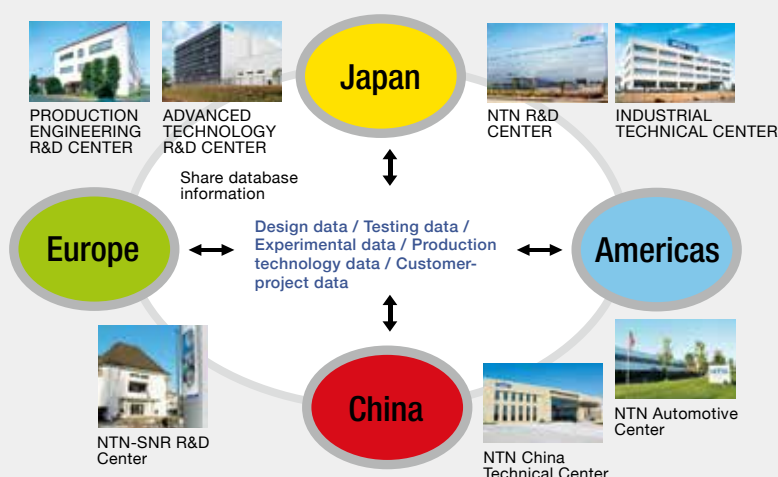 Japan
PRODUCTION
ENGINEERING
R&D CENTER
ADVANCED
TECHNOLOGY
R&D CENTER
NTN R&D
CENTER
INDUSTRIAL
TECHNICAL CENTER
Share database
information
Europe
Design data / Testing data /
Experimental data / Production
technology data / Customer-
project data
Americas
China
NTN-SNR R&D
Center
NTN China
Technical Center
NTN Automotive
Center